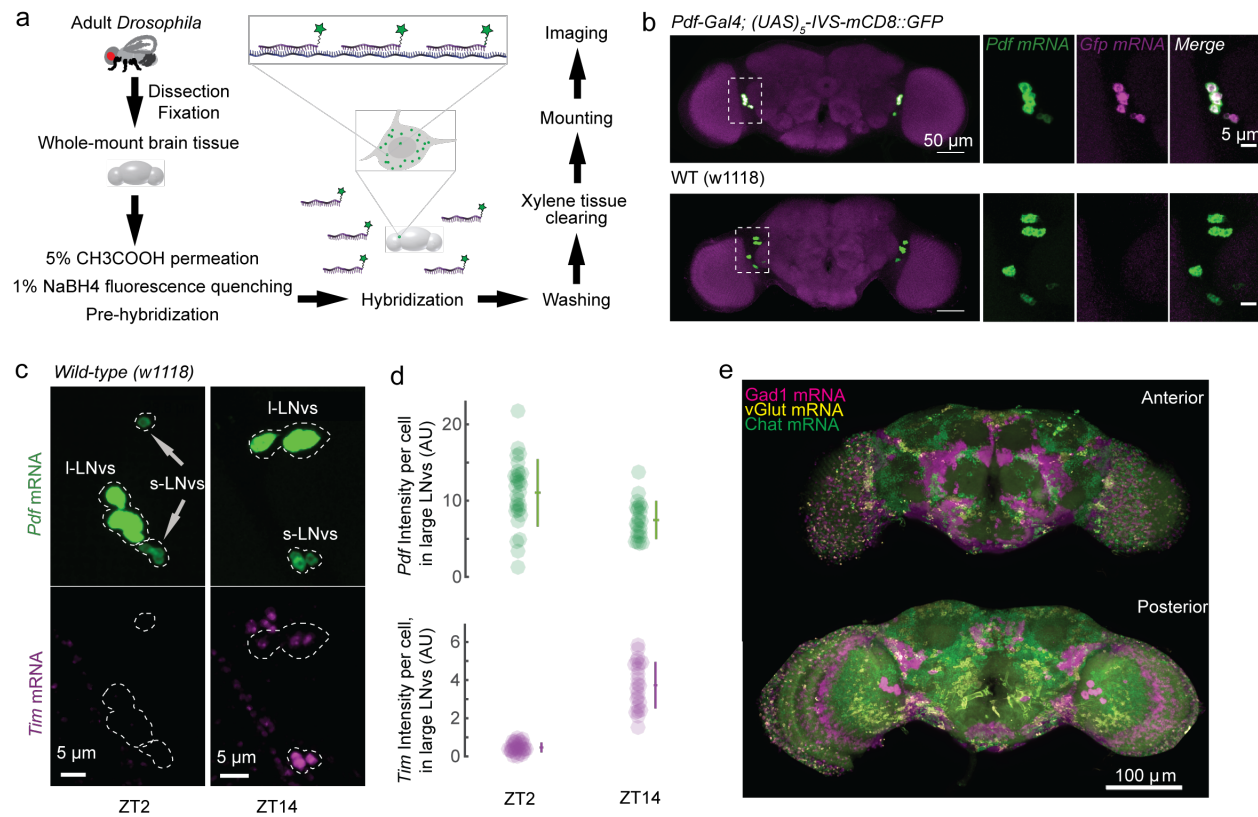 a
Adult Drosophila
Dissection
Fixation
Whole-mount brain tissue
5% CH3COOH permeation
1% NaBH4 fluorescence quenching
Pre-hybridization
Hybridization
Washing
Xylene tissue
clearing
Mounting
Imaging
b
Pdf-Gal4; (UAS)5-IVS-mCD8::GFP
Pdf mRNA
Gfp mRNA
Merge
50 µm
5 µm
WT (w1118)
c
Wild-type (w1118)
Pdf mRNA
l-LNvs
s-LNvs
l-LNvs
s-LNvs
Tim mRNA
5 µm
5 µm
ZT2
ZT14
d
Pdf Intensity per cell
in large LNvs (AU)
20
10
0
Tim Intensity per cell,
in large LNvs (AU)
6
4
2
0
ZT2
ZT14
e
Gad1 mRNA
vGlut mRNA
Chat mRNA
Anterior
Posterior
100 µm